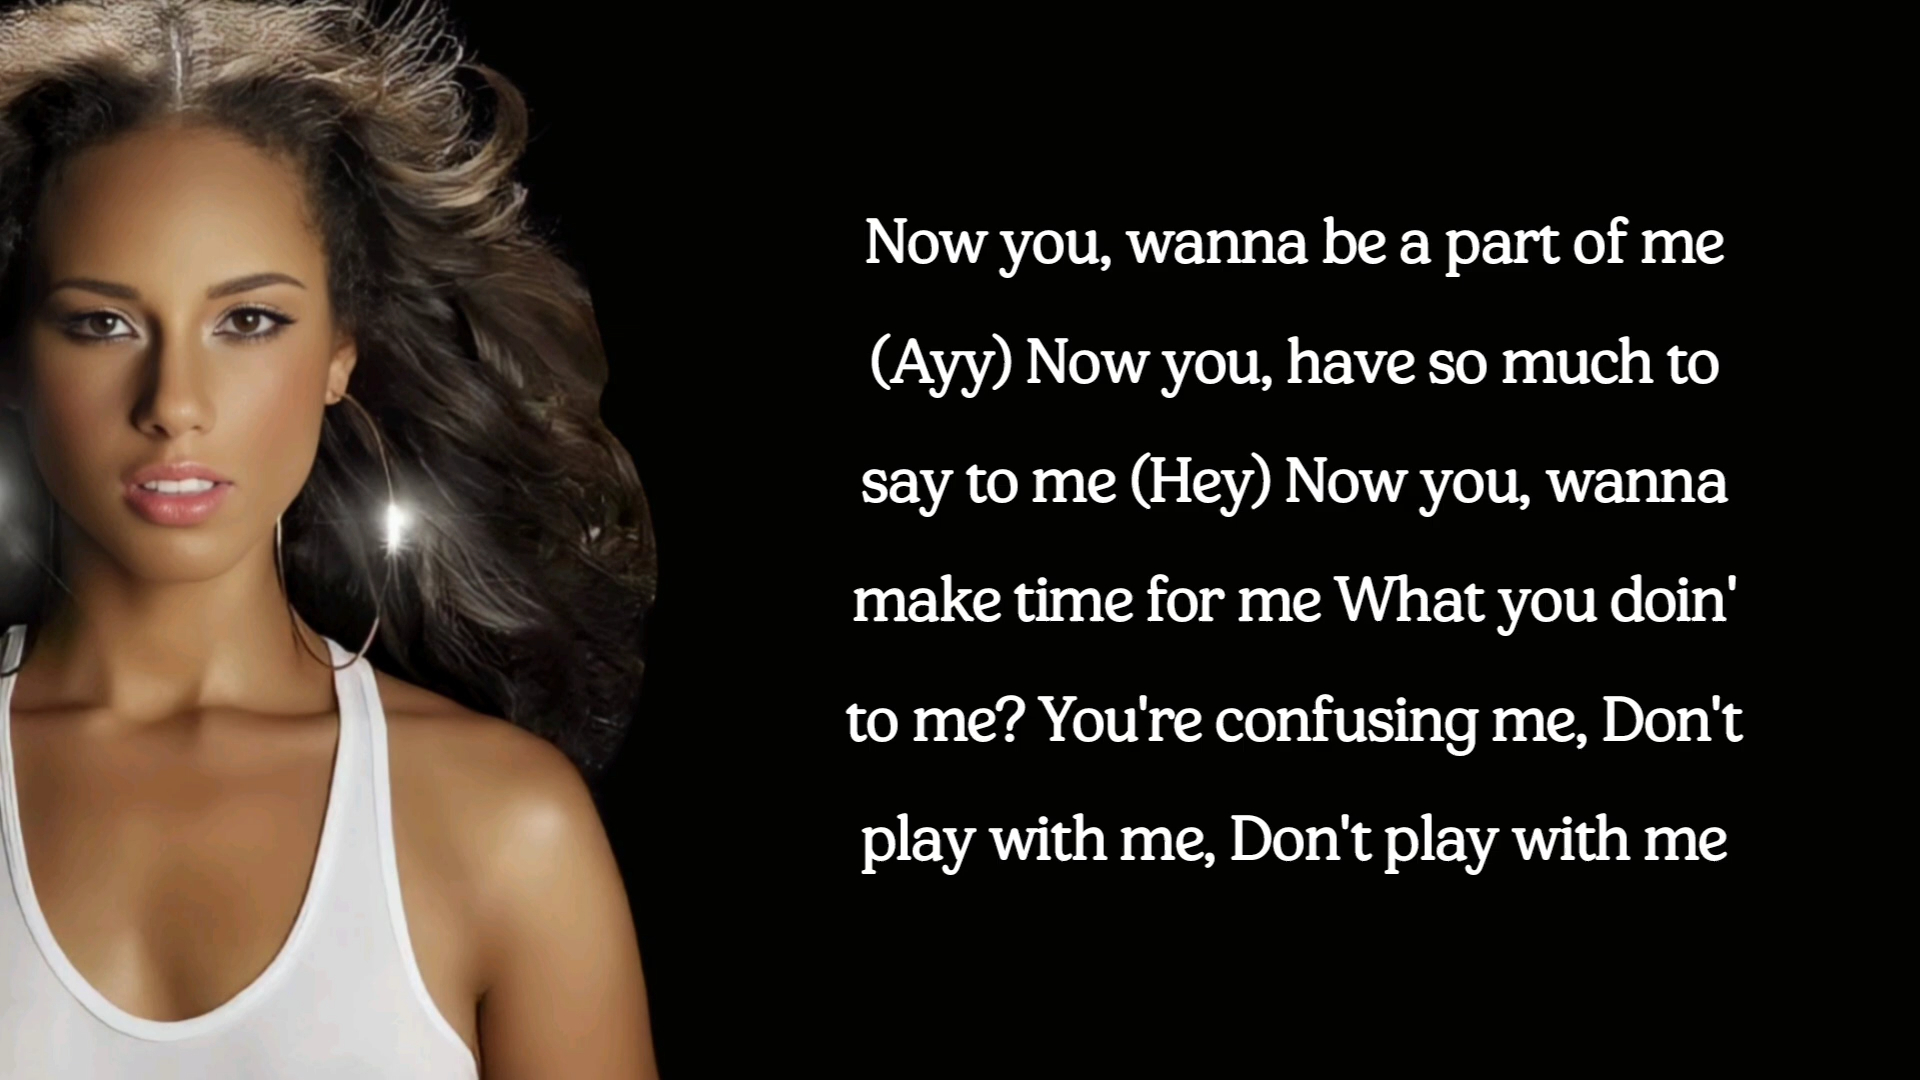 Now you, wanna be a part of me
(Ayy) Now you, have so much to
say to me (Hey) Now you, wanna
make time for me What you doin'
to me? You're confusing me, Don't
play with me, Don't play with me